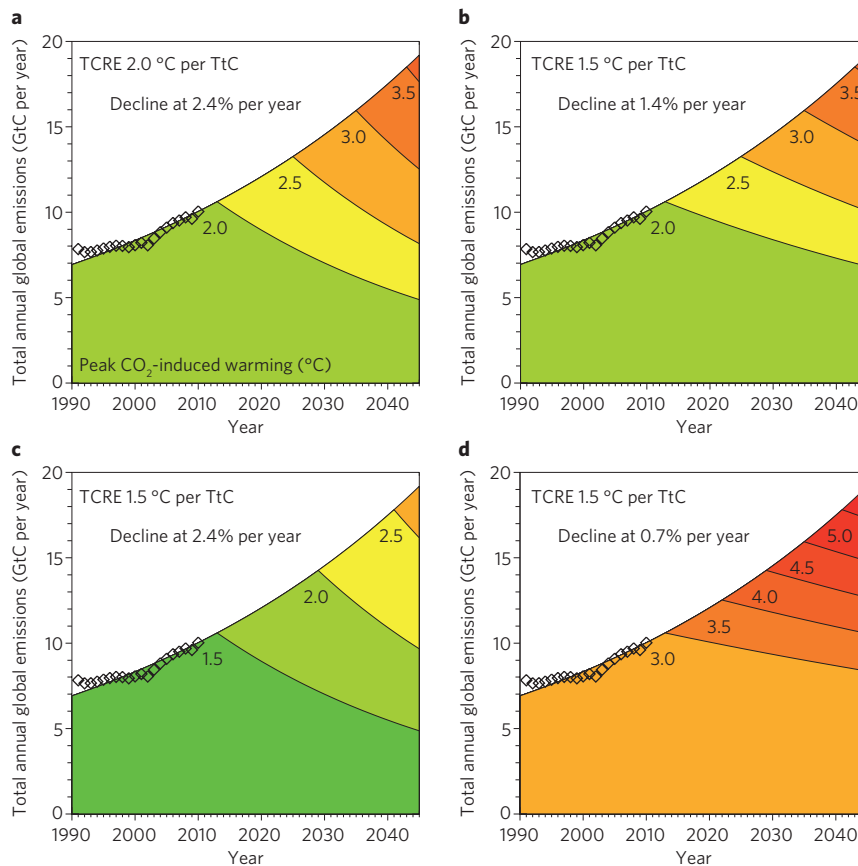 a
TCRE 2.0 °C per TtC
Decline at 2.4% per year
3.5
3.0
2.5
2.0
Peak CO₂-induced warming (°C)
Total annual global emissions (GtC per year)
20
15
10
5
0
1990 2000 2010 2020 2030 2040
Year
b
TCRE 1.5 °C per TtC
Decline at 1.4% per year
3.5
3.0
2.5
2.0
Total annual global emissions (GtC per year)
20
15
10
5
0
1990 2000 2010 2020 2030 2040
Year
c
TCRE 1.5 °C per TtC
Decline at 2.4% per year
2.5
2.0
1.5
Total annual global emissions (GtC per year)
20
15
10
5
0
1990 2000 2010 2020 2030 2040
Year
d
TCRE 1.5 °C per TtC
Decline at 0.7% per year
5.0
4.5
4.0
3.5
3.0
Total annual global emissions (GtC per year)
20
15
10
5
0
1990 2000 2010 2020 2030 2040
Year